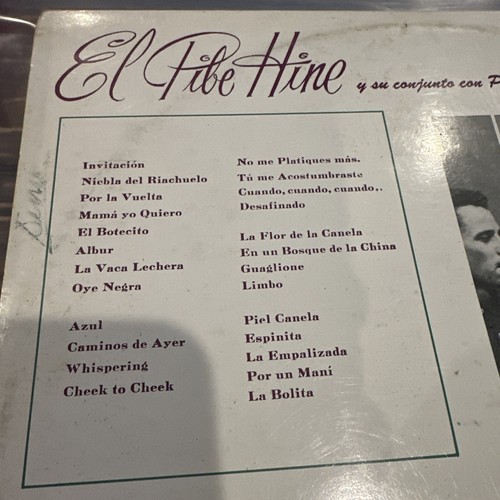 El Pibe Hine y su conjunto con P
Invitación
Niebla del Riachuelo
Por la Vuelta
Mamá yo Quiero
El Botecito
Albur
La Vaca Lechera
Oye Negra
Azul
Caminos de Ayer
Whispering
Cheek to Cheek
No me Platiques más.
Tú me Acostumbraste
Cuando, cuando, cuando..
Desafinado
La Flor de la Canela
En un Bosque de la China
Guaglione
Limbo
Piel Canela
Espinita
La Empalizada
Por un Maní
La Bolita